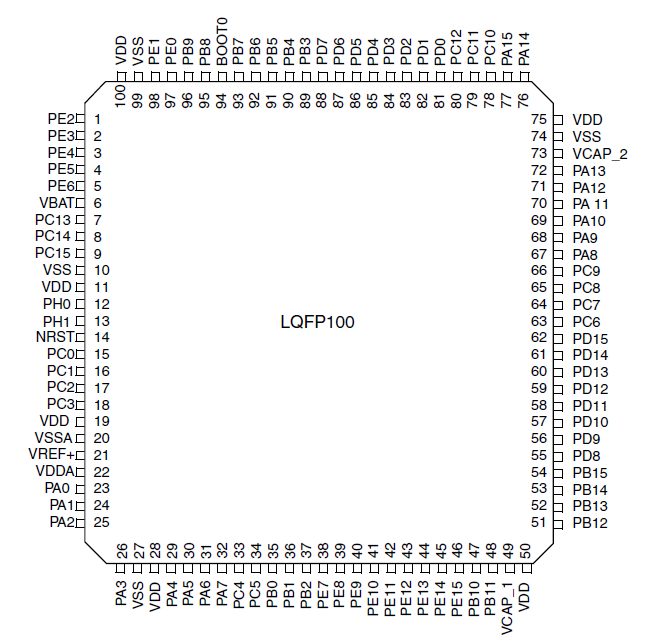 VDD VSS PE1 PE0 PB9 PB8 BOOT0 PB7 PB6 PB5 PB4 PB3 PD7 PD6 PD5 PD4 PD3 PD2 PD1 PD0 PC12 PC11 PC10 PA15 PA14
100 99 98 97 96 95 94 93 92 91 90 89 88 87 86 85 84 83 82 81 80 79 78 77 76
PE2 1 75 VDD
PE3 2 74 VSS
PE4 3 73 VCAP_2
PE5 4 72 PA13
PE6 5 71 PA12
VBAT 6 70 PA 11
PC13 7 69 PA10
PC14 8 68 PA9
PC15 9 67 PA8
VSS 10 66 PC9
VDD 11 65 PC8
PH0 12 64 PC7
PH1 13 63 PC6
LQFP100
NRST 14 62 PD15
PC0 15 61 PD14
PC1 16 60 PD13
PC2 17 59 PD12
PC3 18 58 PD11
VDD 19 57 PD10
VSSA 20 56 PD9
VREF+ 21 55 PD8
VDDA 22 54 PB15
PA0 23 53 PB14
PA1 24 52 PB13
PA2 25 51 PB12
26 27 28 29 30 31 32 33 34 35 36 37 38 39 40 41 42 43 44 45 46 47 48 49 50
PA3 VSS VDD PA4 PA5 PA6 PA7 PC4 PC5 PB0 PB1 PB2 PE7 PE8 PE9 PE10 PE11 PE12 PE13 PE14 PE15 PB10 PB11 VCAP_1 VDD